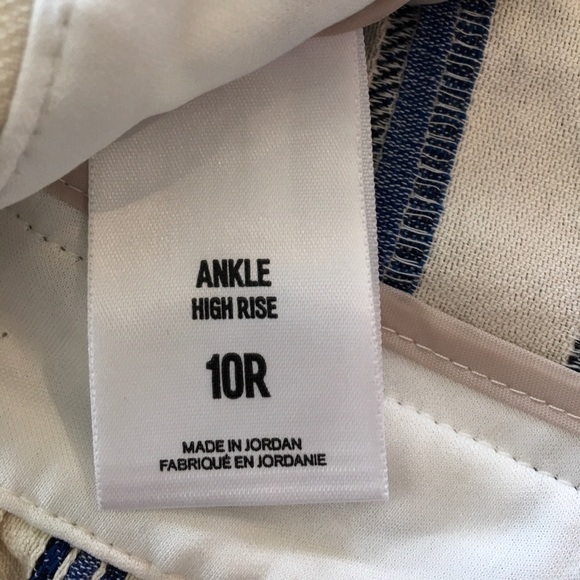 ANKLE
HIGH RISE
10R
MADE IN JORDAN
FABRIQUÉ EN JORDANIE